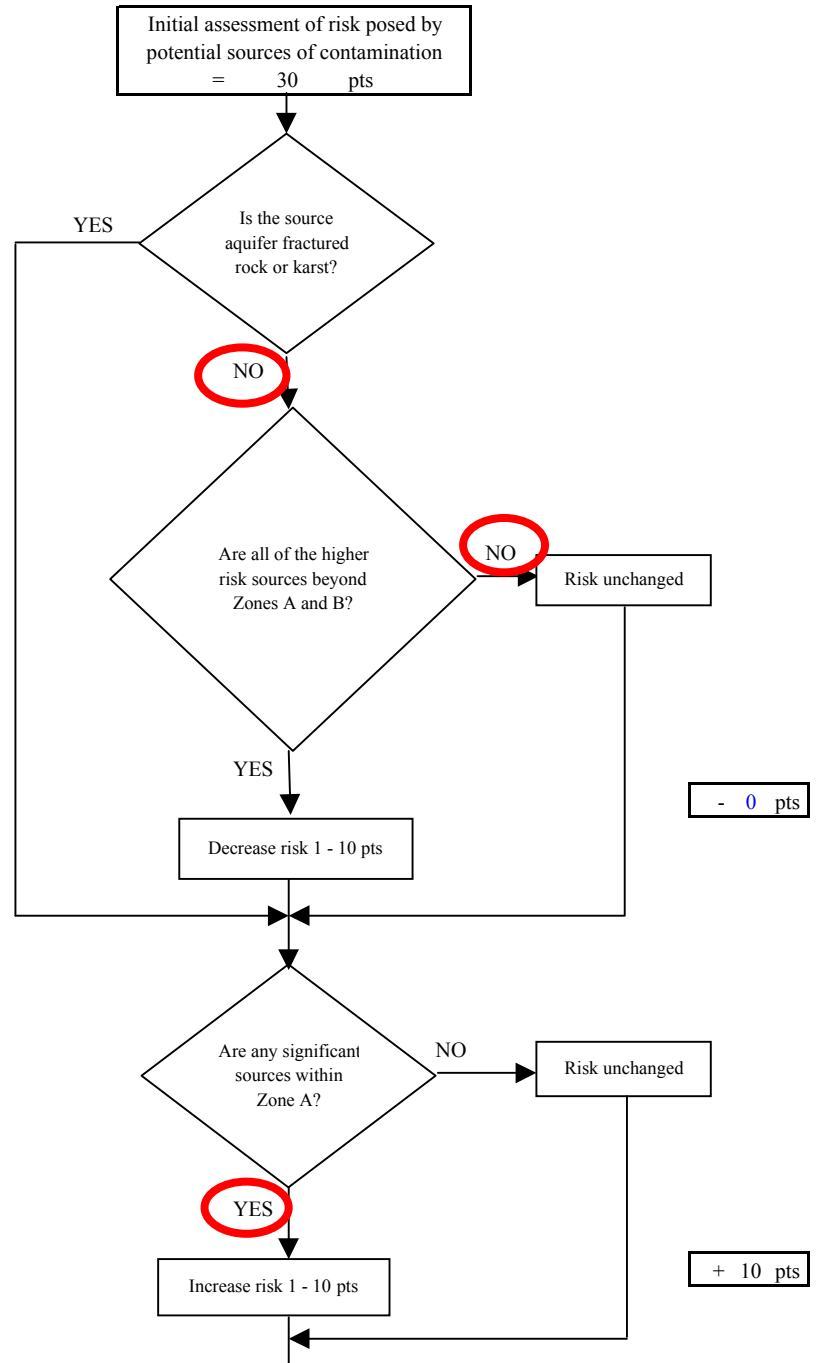 Initial assessment of risk posed by
potential sources of contamination
= 30 pts
YES
Is the source
aquifer fractured
rock or karst?
NO
Are all of the higher
risk sources beyond
Zones A and B?
NO
Risk unchanged
YES
- 0 pts
Decrease risk 1 - 10 pts
Are any significant
sources within
Zone A?
NO
Risk unchanged
YES
+ 10 pts
Increase risk 1 - 10 pts